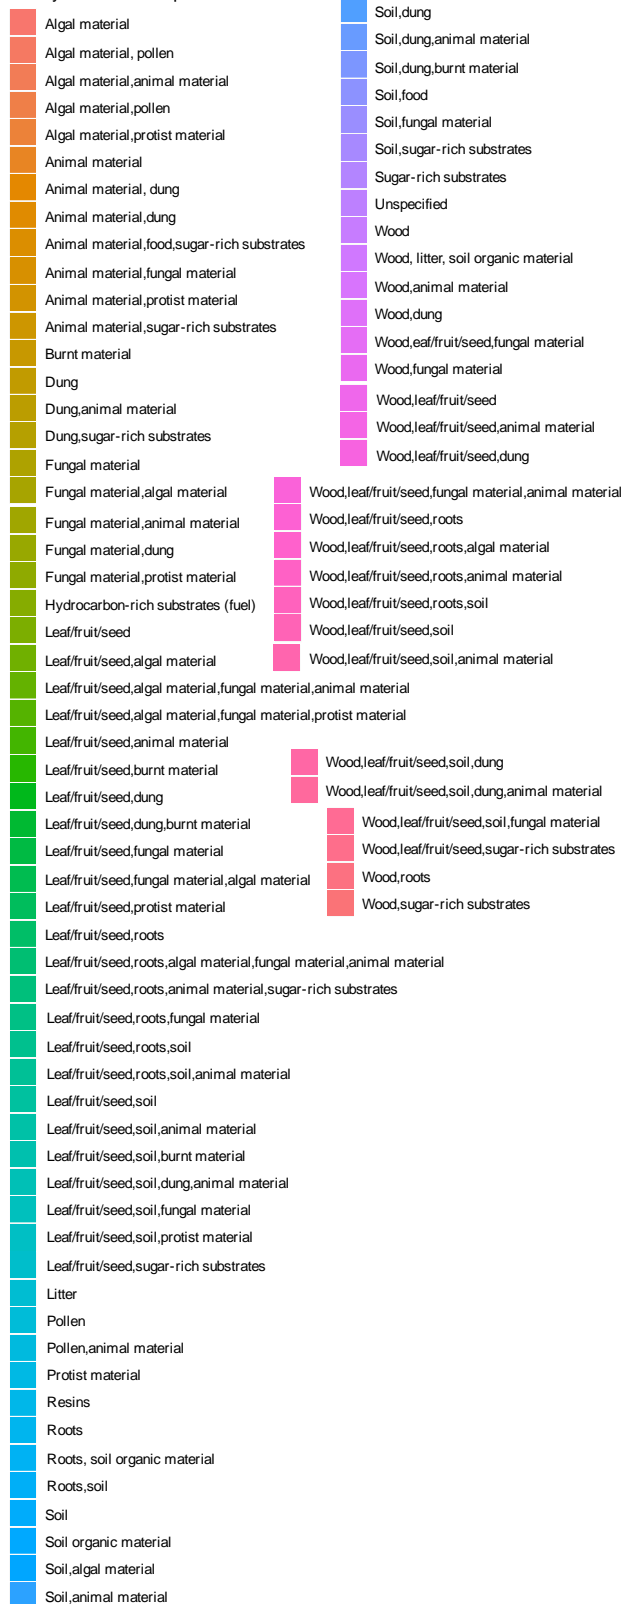 Algal material
Algal material, pollen
Algal material,animal material
Algal material,pollen
Algal material,protist material
Animal material
Animal material, dung
Animal material,dung
Animal material,food,sugar-rich substrates
Animal material,fungal material
Animal material,protist material
Animal material,sugar-rich substrates
Burnt material
Dung
Dung,animal material
Dung,sugar-rich substrates
Fungal material
Fungal material,algal material
Fungal material,animal material
Fungal material,dung
Fungal material,protist material
Hydrocarbon-rich substrates (fuel)
Leaf/fruit/seed
Leaf/fruit/seed,algal material
Leaf/fruit/seed,algal material,fungal material,animal material
Leaf/fruit/seed,algal material,fungal material,protist material
Leaf/fruit/seed,animal material
Leaf/fruit/seed,burnt material
Leaf/fruit/seed,dung
Leaf/fruit/seed,dung,burnt material
Leaf/fruit/seed,fungal material
Leaf/fruit/seed,fungal material,algal material
Leaf/fruit/seed,protist material
Leaf/fruit/seed,roots
Leaf/fruit/seed,roots,algal material,fungal material,animal material
Leaf/fruit/seed,roots,animal material,sugar-rich substrates
Leaf/fruit/seed,roots,fungal material
Leaf/fruit/seed,roots,soil
Leaf/fruit/seed,roots,soil,animal material
Leaf/fruit/seed,soil
Leaf/fruit/seed,soil,animal material
Leaf/fruit/seed,soil,burnt material
Leaf/fruit/seed,soil,dung,animal material
Leaf/fruit/seed,soil,fungal material
Leaf/fruit/seed,soil,protist material
Leaf/fruit/seed,sugar-rich substrates
Litter
Pollen
Pollen,animal material
Protist material
Resins
Roots
Roots, soil organic material
Roots,soil
Soil
Soil organic material
Soil,algal material
Soil,animal material
Soil,dung
Soil,dung,animal material
Soil,dung,burnt material
Soil,food
Soil,fungal material
Soil,sugar-rich substrates
Sugar-rich substrates
Unspecified
Wood
Wood, litter, soil organic material
Wood,animal material
Wood,dung
Wood,eaf/fruit/seed,fungal material
Wood,fungal material
Wood,leaf/fruit/seed
Wood,leaf/fruit/seed,animal material
Wood,leaf/fruit/seed,dung
Wood,leaf/fruit/seed,fungal material,animal material
Wood,leaf/fruit/seed,roots
Wood,leaf/fruit/seed,roots,algal material
Wood,leaf/fruit/seed,roots,animal material
Wood,leaf/fruit/seed,roots,soil
Wood,leaf/fruit/seed,soil
Wood,leaf/fruit/seed,soil,animal material
Wood,leaf/fruit/seed,soil,dung
Wood,leaf/fruit/seed,soil,dung,animal material
Wood,leaf/fruit/seed,soil,fungal material
Wood,leaf/fruit/seed,sugar-rich substrates
Wood,roots
Wood,sugar-rich substrates